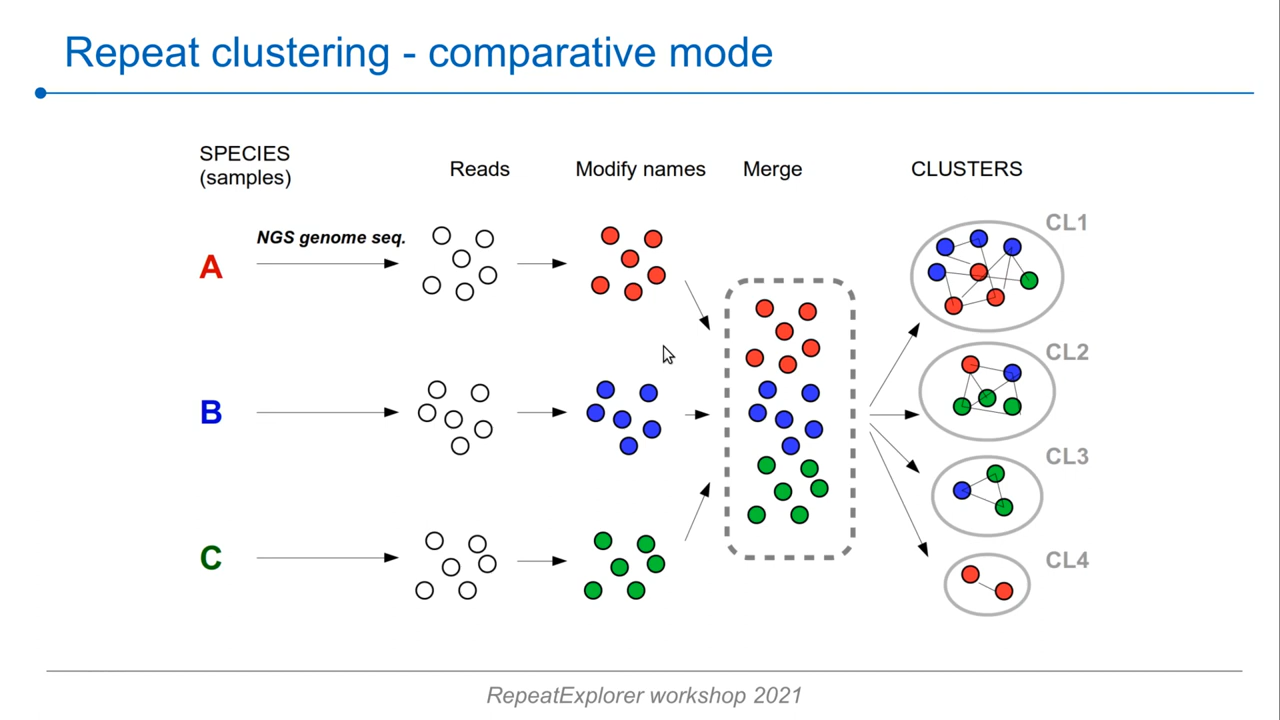 Repeat clustering - comparative mode
SPECIES
(samples)
Reads
Modify names
Merge
CLUSTERS
NGS genome seq.
A
B
C
CL1
CL2
CL3
CL4
RepeatExplorer workshop 2021